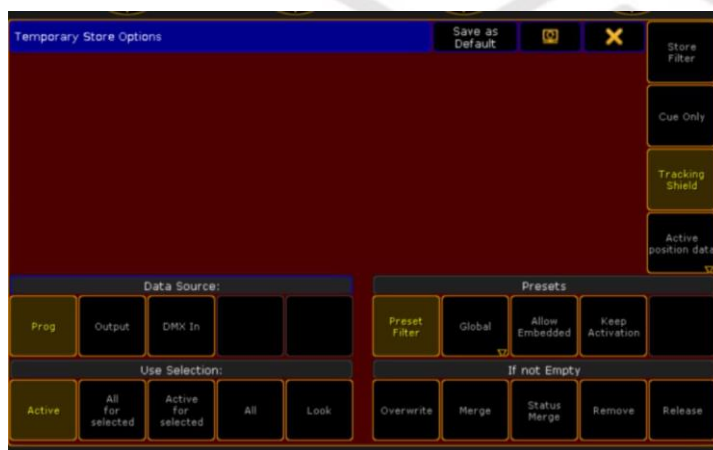 Temporary Store Options
Save as
Default
Store
Filter
Cue Only
Tracking
Shield
Active
position data
Data Source:
Presets
Prog
Output
DMX In
Preset
Filter
Global
Allow
Embedded
Keep
Activation
Use Selection:
If not Empty
Active
All
for
selected
Active
for
selected
All
Look
Overwrite
Merge
Status
Merge
Remove
Release